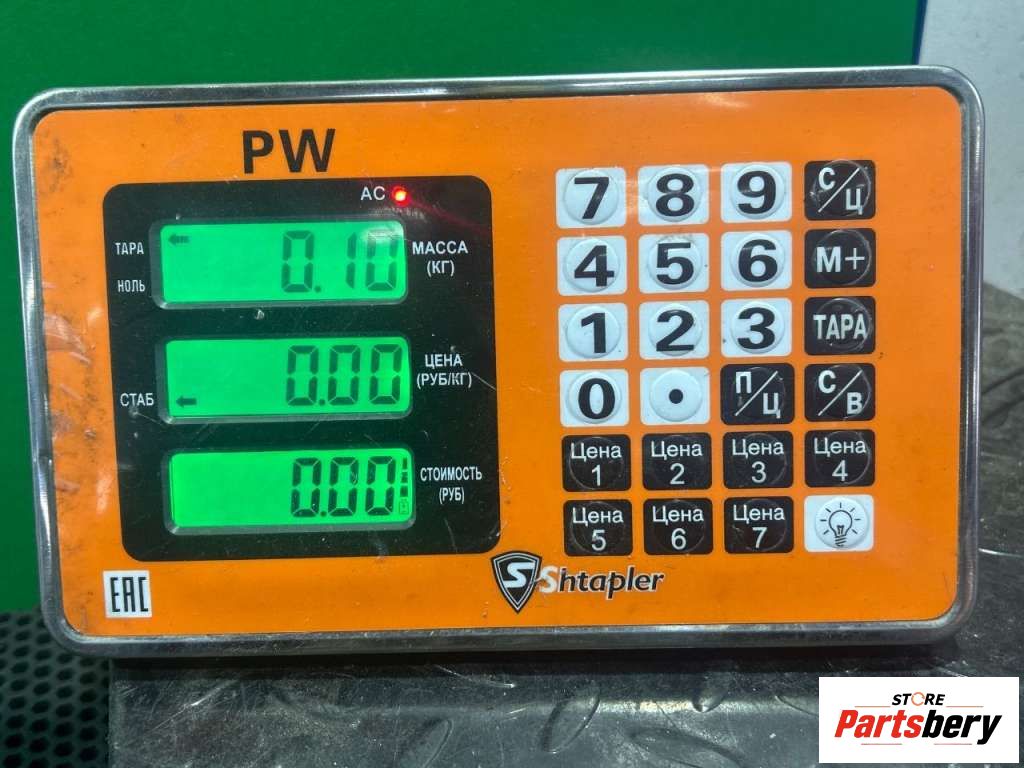 PW
AC
ТАРА
НОЛЬ
0.10
МАССА
(КГ)
СТАБ
0.00
ЦЕНА
(РУБ/КГ)
0.00
СТОИМОСТЬ
(РУБ)
7 8 9 С/Ц
4 5 6 М+
1 2 3 ТАРА
0 . П/Ц С/В
Цена 1 Цена 2 Цена 3 Цена 4
Цена 5 Цена 6 Цена 7
EAC
S Shtapler
STORE
Partsbery